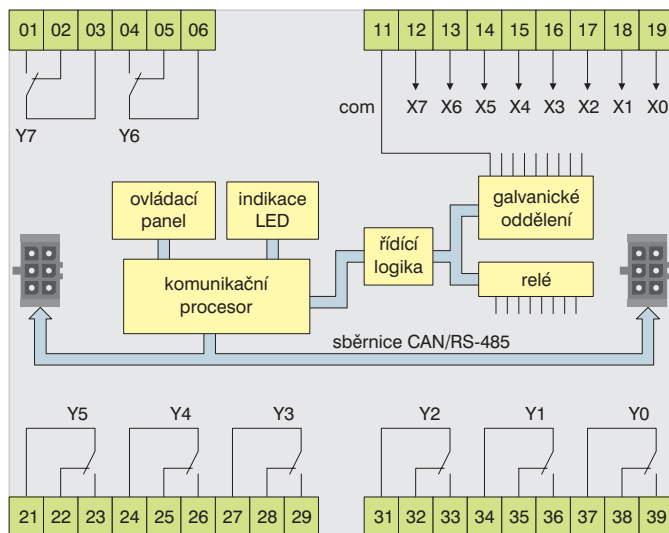 01 02 03 04 05 06
11 12 13 14 15 16 17 18 19
com X7 X6 X5 X4 X3 X2 X1 X0
Y7 Y6
ovládací
panel
indikace
LED
galvanické
oddělení
řídící
logika
komunikační
procesor
relé
sběrnice CAN/RS-485
Y5 Y4 Y3 Y2 Y1 Y0
21 22 23 24 25 26 27 28 29
31 32 33 34 35 36 37 38 39